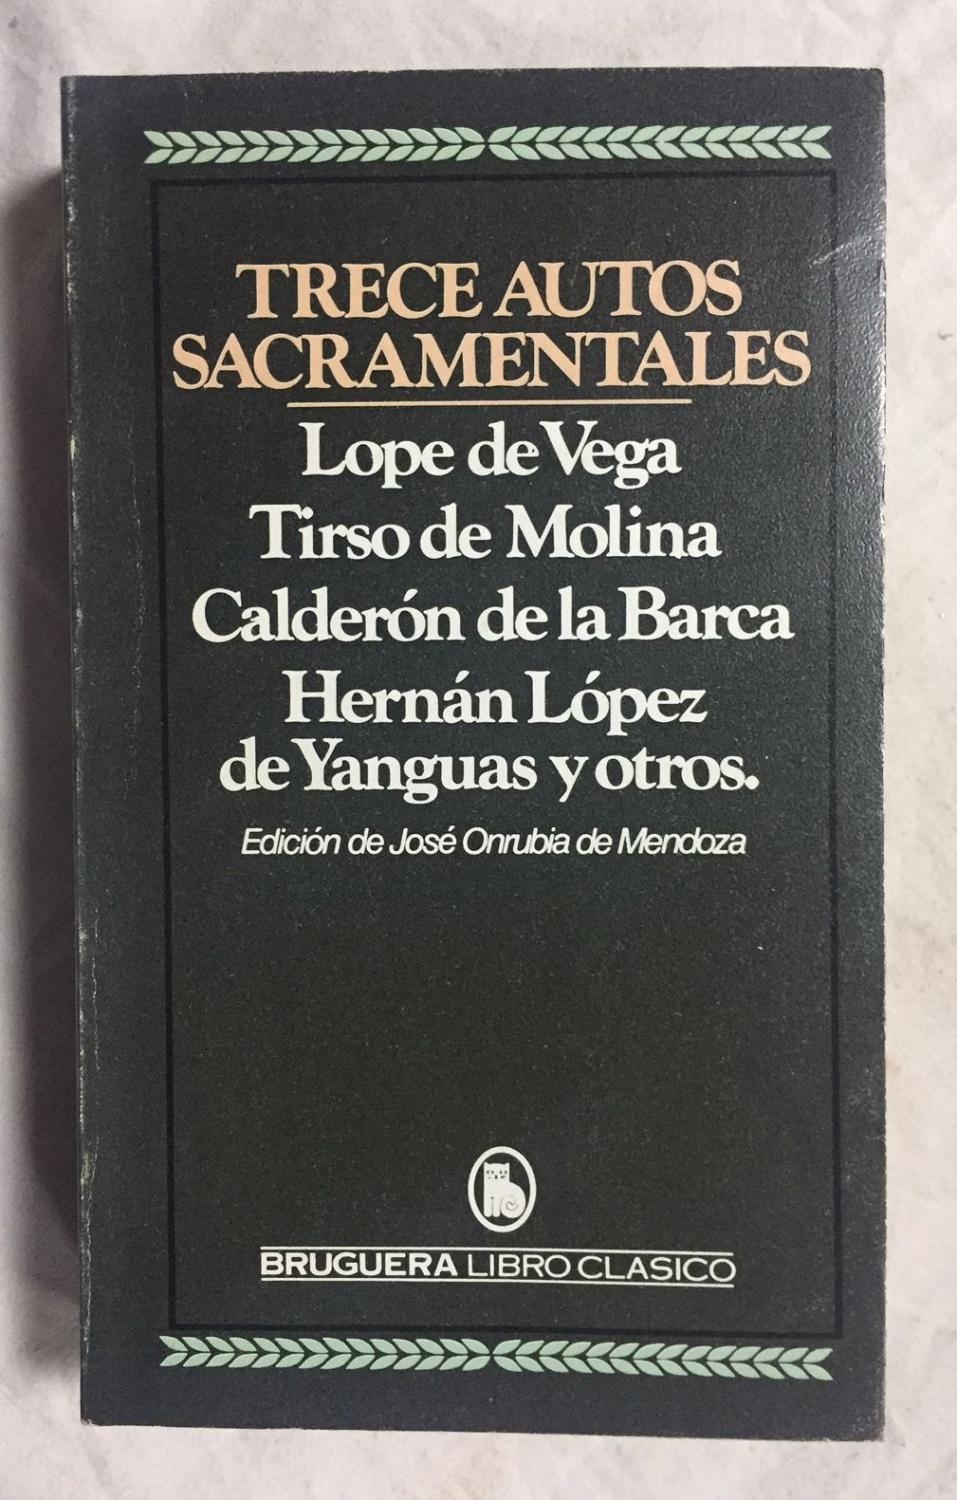 TRECE AUTOS
SACRAMENTALES
Lope de Vega
Tirso de Molina
Calderón de la Barca
Hernán López
de Yanguas y otros.
Edición de José Onrubia de Mendoza
BRUGUERA LIBRO CLASICO